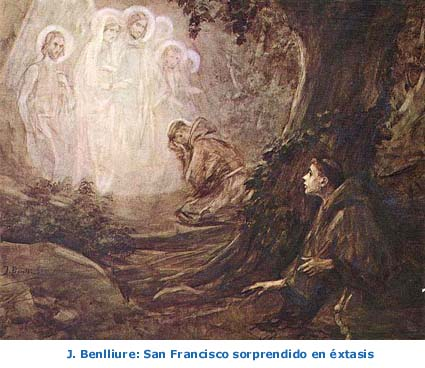 J. Benlliure: San Francisco sorprendido en éxtasis